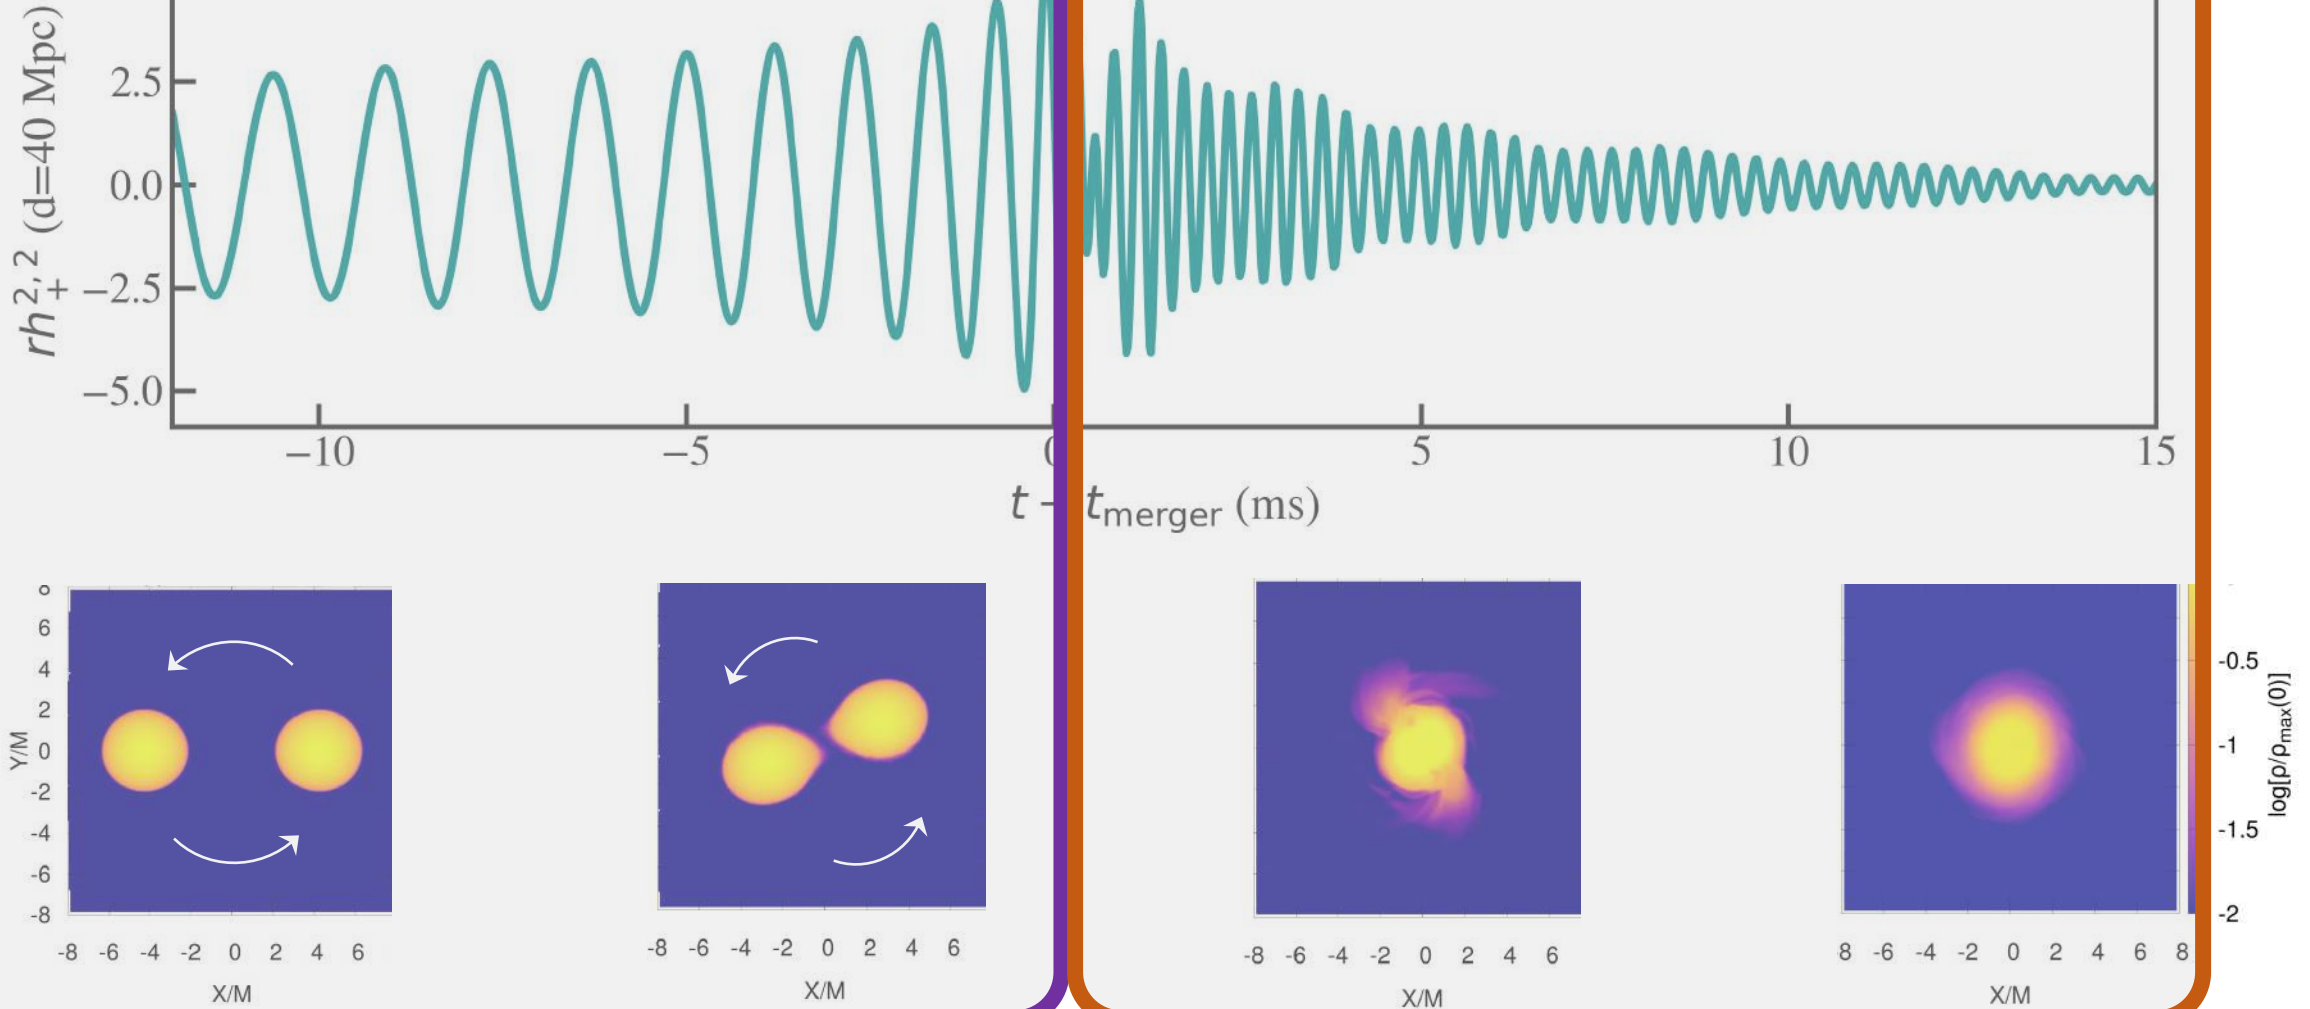 rh₊²,² (d=40 Mpc)
2.5
0.0
−2.5
−5.0
−10
−5
0
5
10
15
t - t_merger (ms)
Y/M
8
6
4
2
0
-2
-4
-6
-8
-8 -6 -4 -2 0 2 4 6
X/M
-8 -6 -4 -2 0 2 4 6
X/M
-8 -6 -4 -2 0 2 4 6
X/M
8 -6 -4 -2 0 2 4 6 8
X/M
-0.5
-1
-1.5
-2
log[ρ/ρmax(0)]